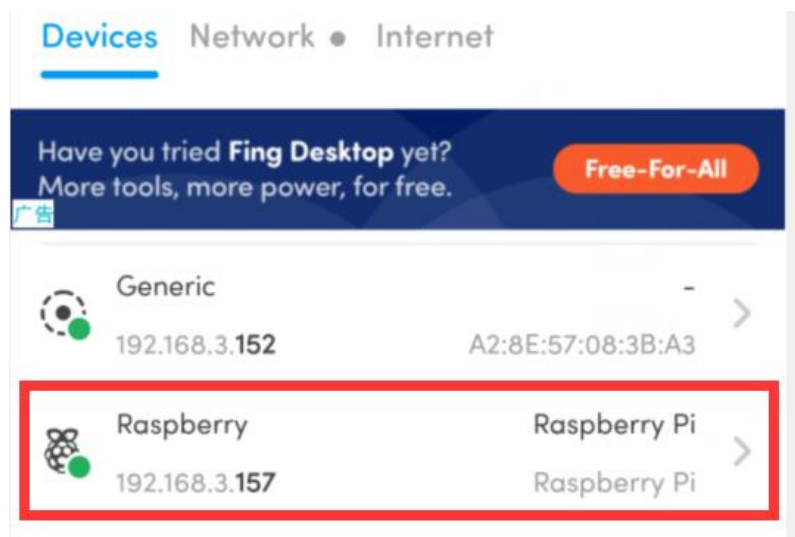 Devices Network Internet
Have you tried Fing Desktop yet?
More tools, more power, for free.
Free-For-All
广告
Generic -
192.168.3.152 A2:8E:57:08:3B:A3
Raspberry Raspberry Pi
192.168.3.157 Raspberry Pi